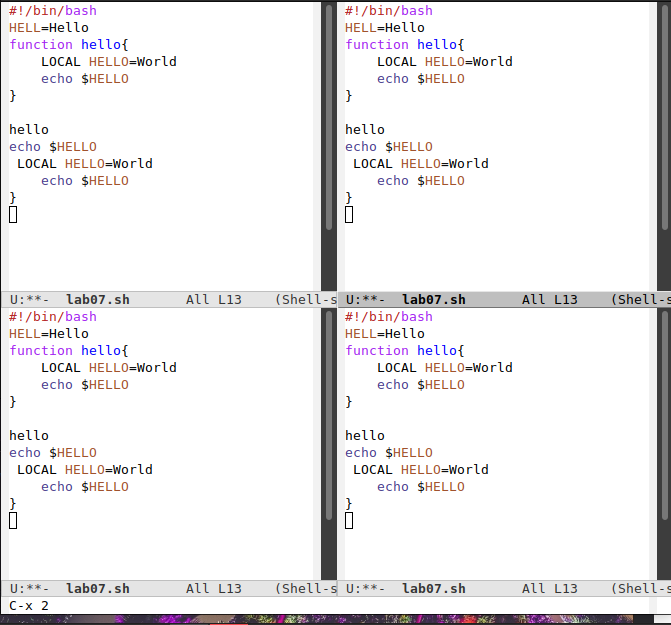 #!/bin/bash
HELL=Hello
function hello{
    LOCAL HELLO=World
    echo $HELLO
}

hello
echo $HELLO
 LOCAL HELLO=World
    echo $HELLO
}
U:**-  lab07.sh       All L13    (Shell-s
#!/bin/bash
HELL=Hello
function hello{
    LOCAL HELLO=World
    echo $HELLO
}

hello
echo $HELLO
 LOCAL HELLO=World
    echo $HELLO
}
U:**-  lab07.sh       All L13    (Shell-s
#!/bin/bash
HELL=Hello
function hello{
    LOCAL HELLO=World
    echo $HELLO
}

hello
echo $HELLO
 LOCAL HELLO=World
    echo $HELLO
}
U:**-  lab07.sh       All L13    (Shell-s
#!/bin/bash
HELL=Hello
function hello{
    LOCAL HELLO=World
    echo $HELLO
}

hello
echo $HELLO
 LOCAL HELLO=World
    echo $HELLO
}
U:**-  lab07.sh       All L13    (Shell-s
C-x 2